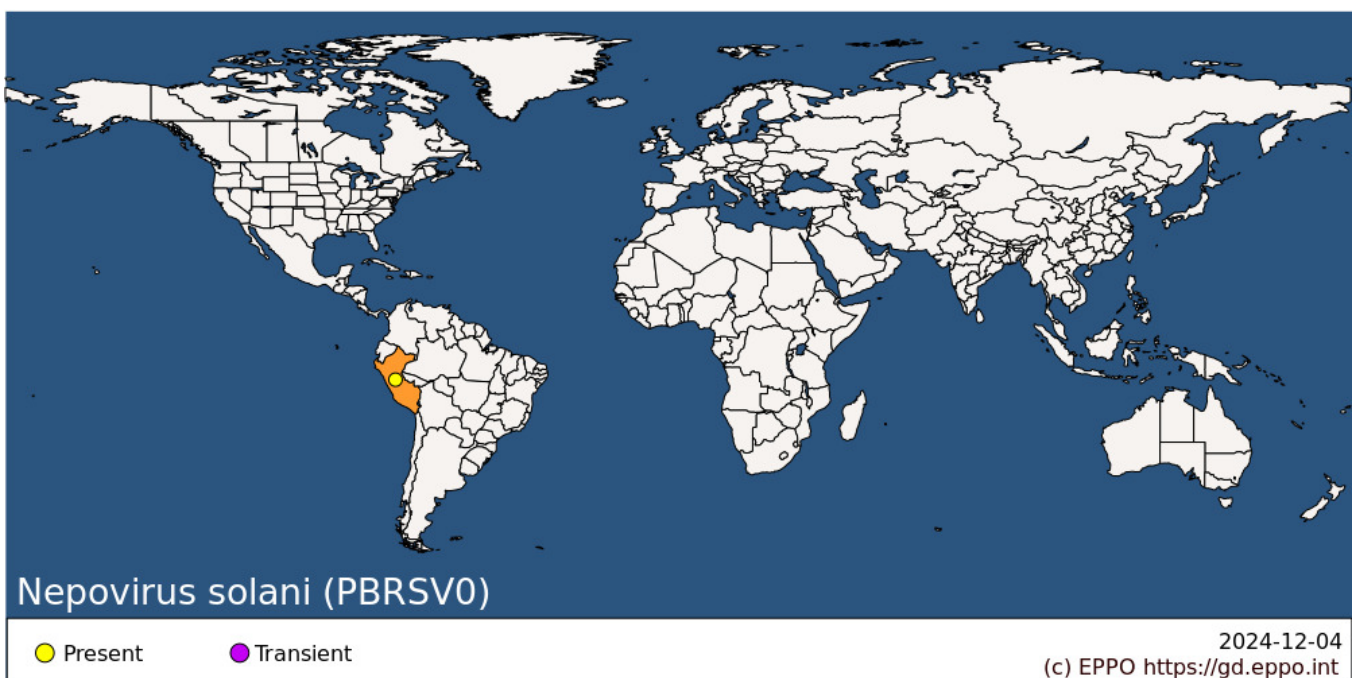 Nepovirus solani (PBRSV0)
Present
Transient
2024-12-04
(c) EPPO https://gd.eppo.int